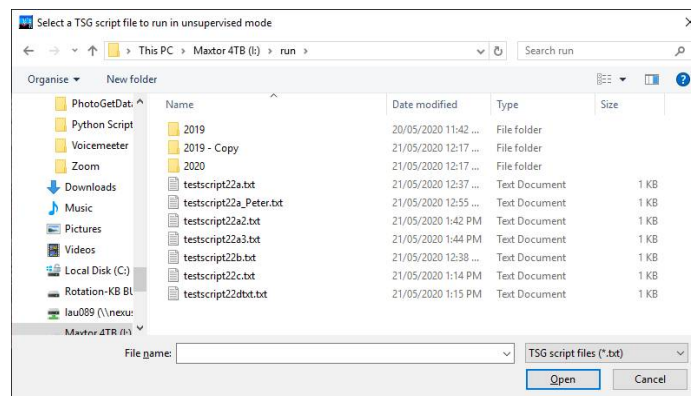 Select a TSG script file to run in unsupervised mode
This PC > Maxtor 4TB (I:) > run >
Search run
Organise New folder
Name Date modified Type Size
PhotoGetData
Python Script
Voicemeeter
Zoom
Downloads
Music
Pictures
Videos
Local Disk (C:)
Rotation-KB BU
lau089 (\\nexus
Maxtor 4TB (I:)
2019 20/05/2020 11:42 ... File folder
2019 - Copy 21/05/2020 12:17 ... File folder
2020 21/05/2020 12:17 ... File folder
testscript22a.txt 21/05/2020 12:37 ... Text Document 1 KB
testscript22a_Peter.txt 21/05/2020 12:55 ... Text Document 1 KB
testscript22a2.txt 21/05/2020 1:42 PM Text Document 1 KB
testscript22a3.txt 21/05/2020 1:44 PM Text Document 1 KB
testscript22b.txt 21/05/2020 12:38 ... Text Document 1 KB
testscript22c.txt 21/05/2020 1:14 PM Text Document 1 KB
testscript22dtxt.txt 21/05/2020 1:15 PM Text Document 1 KB
File name:
TSG script files (*.txt)
Open Cancel